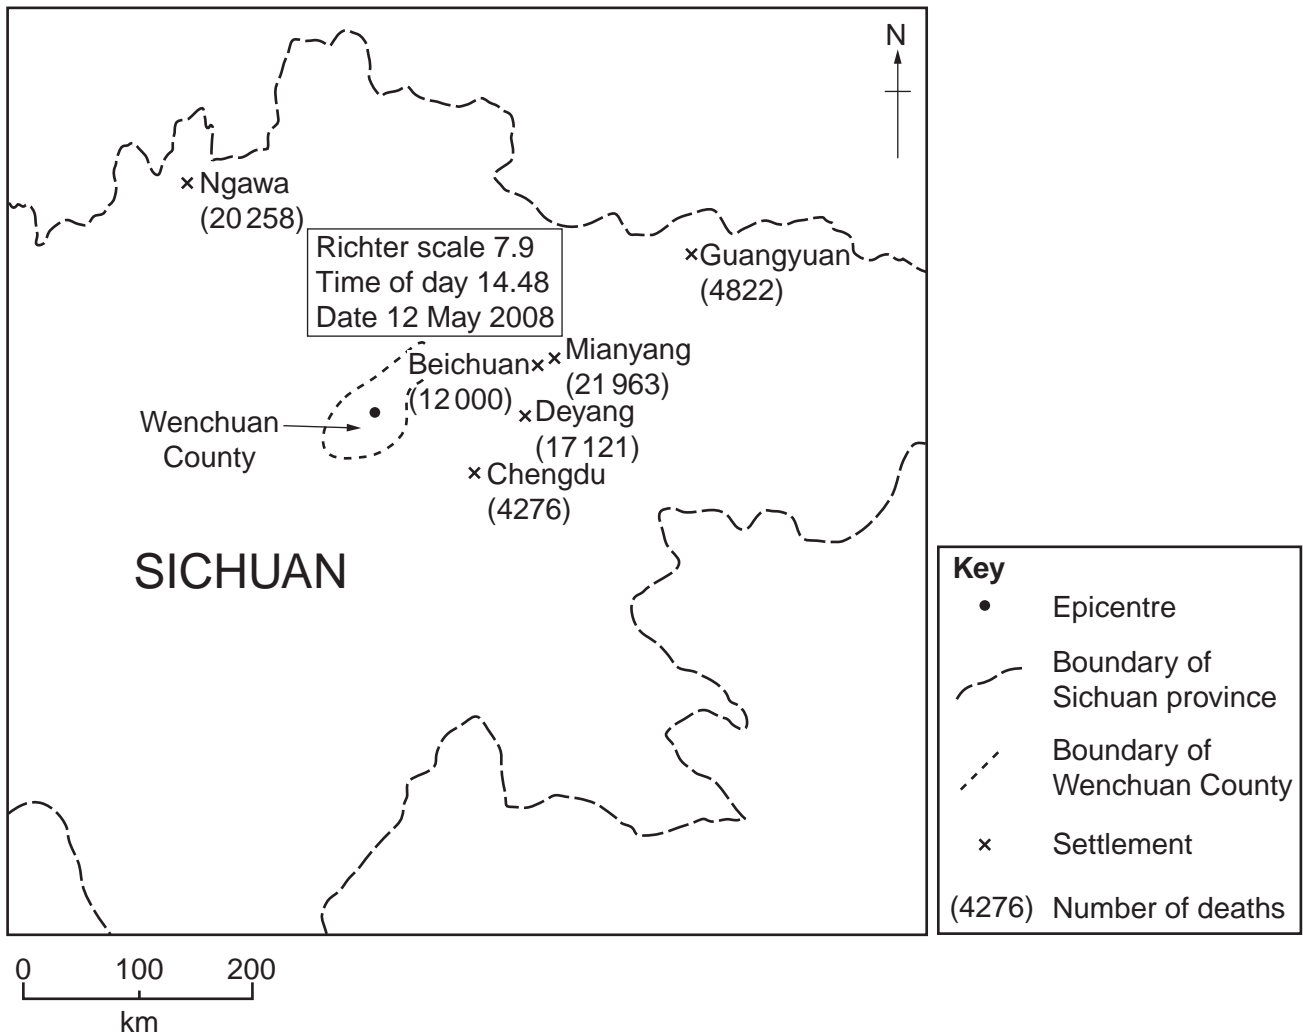 N
Ngawa
(20 258)
Richter scale 7.9
Time of day 14.48
Date 12 May 2008
Guangyuan
(4822)
Beichuan
(12 000)
Mianyang
(21 963)
Deyang
(17 121)
Wenchuan
County
Chengdu
(4276)
SICHUAN
Key
Epicentre
Boundary of
Sichuan province
Boundary of
Wenchuan County
Settlement
(4276) Number of deaths
0 100 200
km